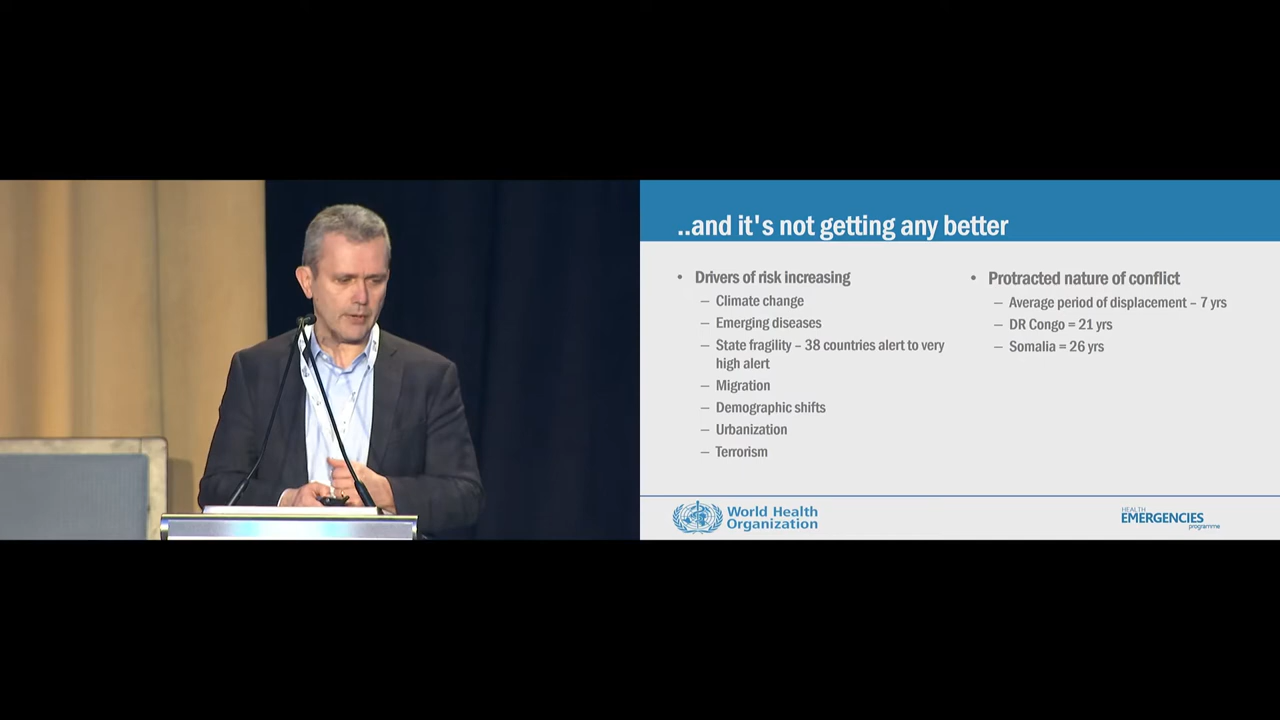 ..and it's not getting any better
• Drivers of risk increasing
– Climate change
– Emerging diseases
– State fragility – 38 countries alert to very
high alert
– Migration
– Demographic shifts
– Urbanization
– Terrorism
• Protracted nature of conflict
– Average period of displacement – 7 yrs
– DR Congo = 21 yrs
– Somalia = 26 yrs
World Health
Organization
HEALTH
EMERGENCIES
programme